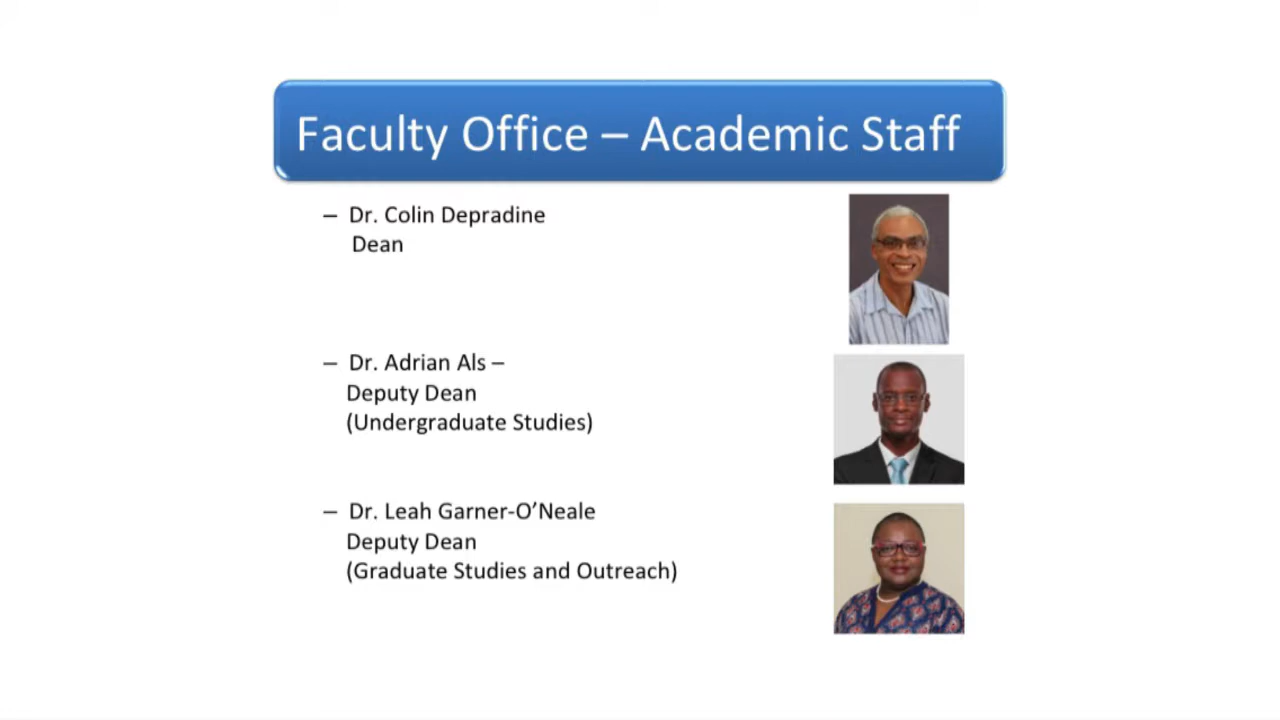 Faculty Office – Academic Staff
– Dr. Colin Depradine
Dean
– Dr. Adrian Als –
Deputy Dean
(Undergraduate Studies)
– Dr. Leah Garner-O’Neale
Deputy Dean
(Graduate Studies and Outreach)